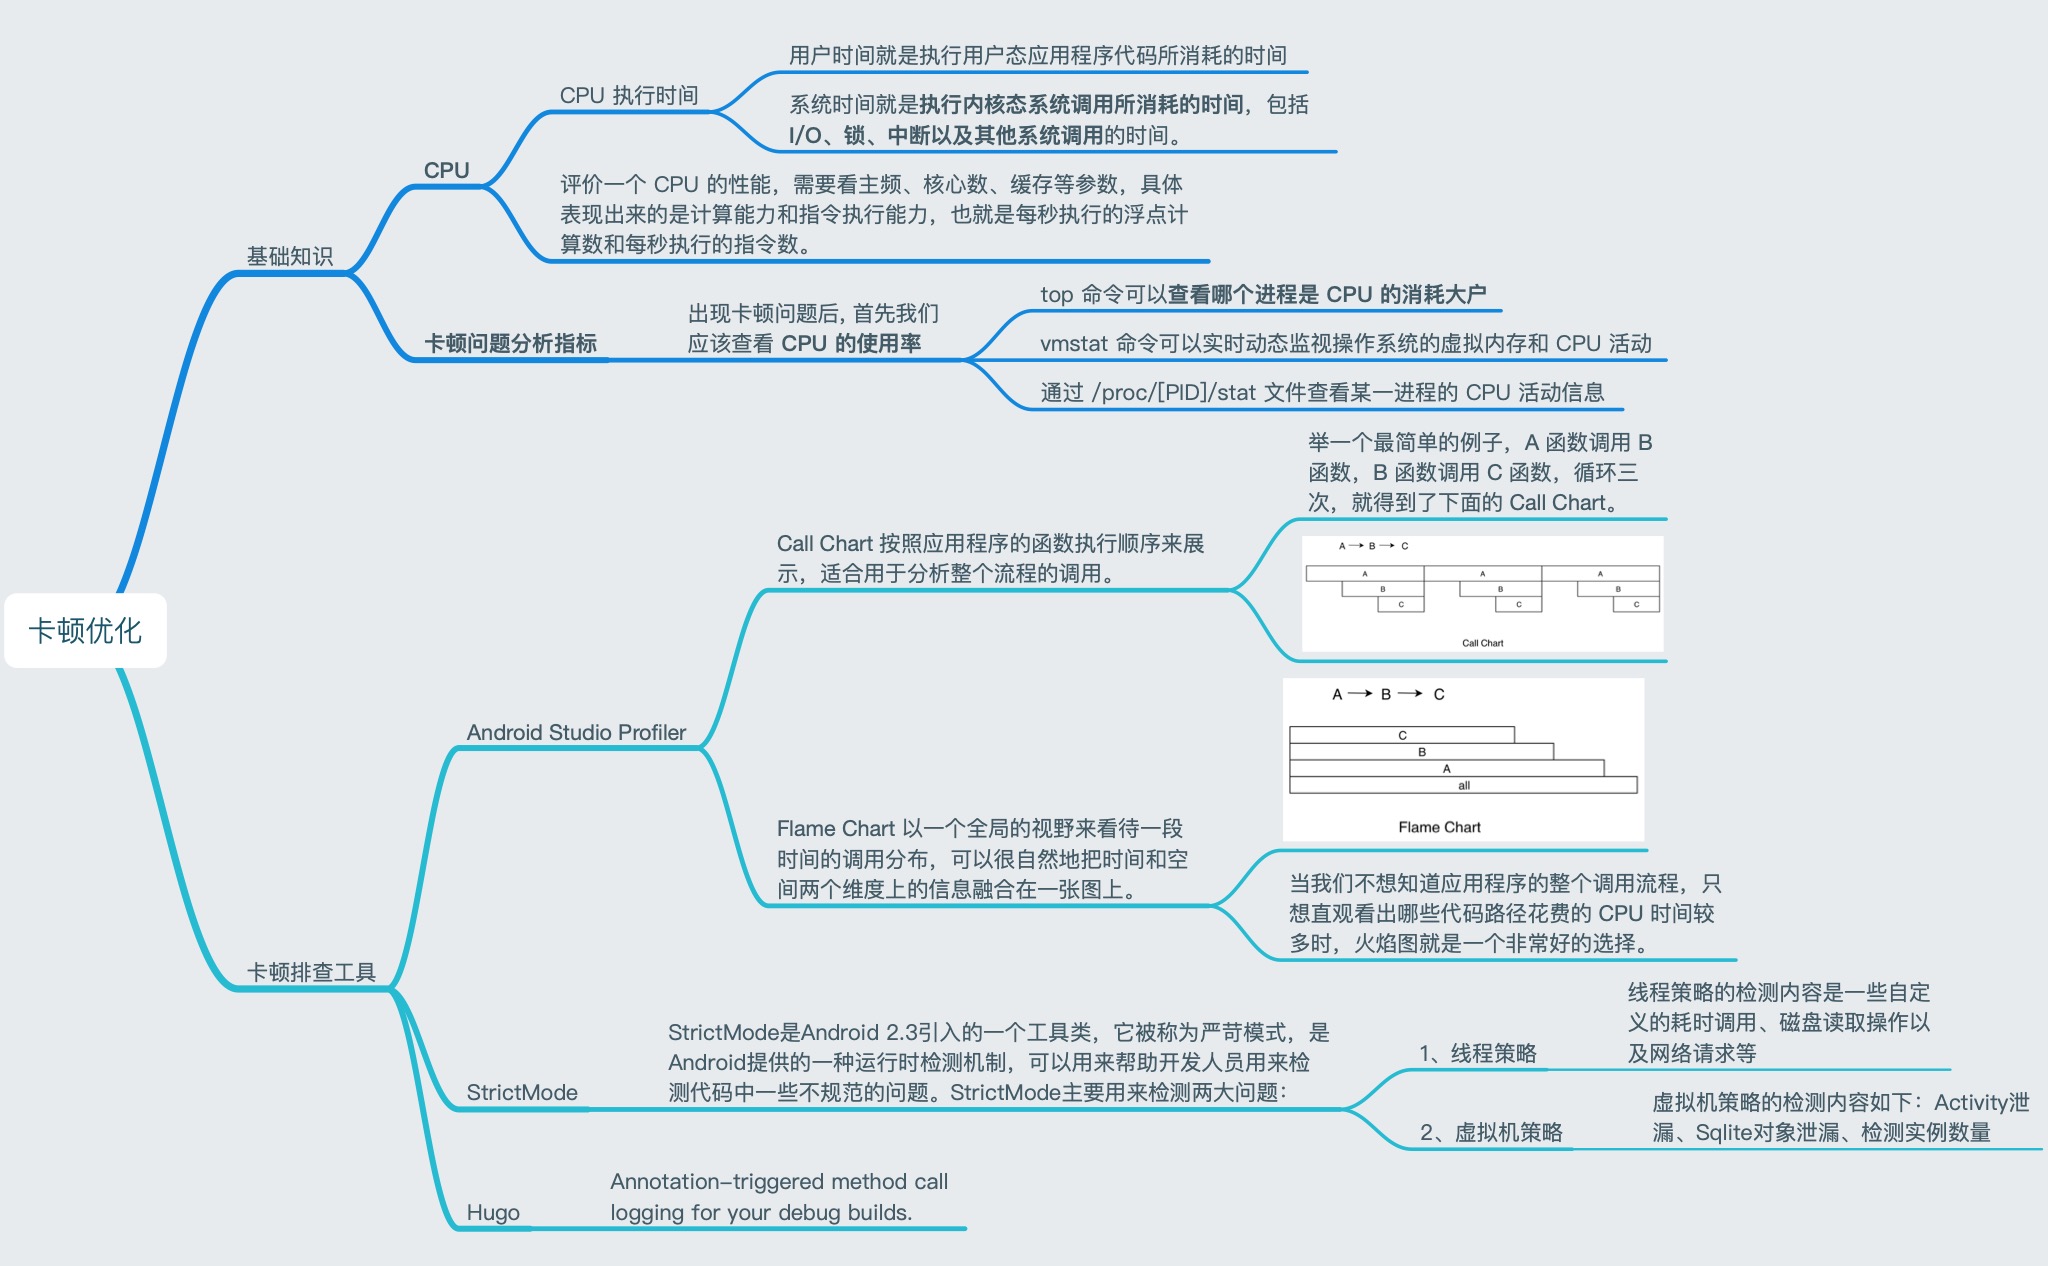 用户时间就是执行用户态应用程序代码所消耗的时间
CPU 执行时间
系统时间就是执行内核态系统调用所消耗的时间，包括
I/O、锁、中断以及其他系统调用的时间。
CPU
评价一个 CPU 的性能，需要看主频、核心数、缓存等参数，具体
表现出来的是计算能力和指令执行能力，也就是每秒执行的浮点计
算数和每秒执行的指令数。
基础知识
卡顿问题分析指标
出现卡顿问题后, 首先我们
应该查看 CPU 的使用率
top 命令可以查看哪个进程是 CPU 的消耗大户
vmstat 命令可以实时动态监视操作系统的虚拟内存和 CPU 活动
通过 /proc/[PID]/stat 文件查看某一进程的 CPU 活动信息
卡顿优化
卡顿排查工具
Android Studio Profiler
Call Chart 按照应用程序的函数执行顺序来展
示，适合用于分析整个流程的调用。
举一个最简单的例子，A 函数调用 B
函数，B 函数调用 C 函数，循环三
次，就得到了下面的 Call Chart。
A → B → C
A A A
B B B
C C C
Call Chart
Flame Chart 以一个全局的视野来看待一段
时间的调用分布，可以很自然地把时间和空
间两个维度上的信息融合在一张图上。
A → B → C
C
B
A
all
Flame Chart
当我们不想知道应用程序的整个调用流程，只
想直观看出哪些代码路径花费的 CPU 时间较
多时，火焰图就是一个非常好的选择。
StrictMode
StrictMode是Android 2.3引入的一个工具类，它被称为严苛模式，是
Android提供的一种运行时检测机制，可以用来帮助开发人员用来检
测代码中一些不规范的问题。StrictMode主要用来检测两大问题：
1、线程策略
线程策略的检测内容是一些自定
义的耗时调用、磁盘读取操作以
及网络请求等
2、虚拟机策略
虚拟机策略的检测内容如下：Activity泄
漏、Sqlite对象泄漏、检测实例数量
Hugo
Annotation-triggered method call
logging for your debug builds.